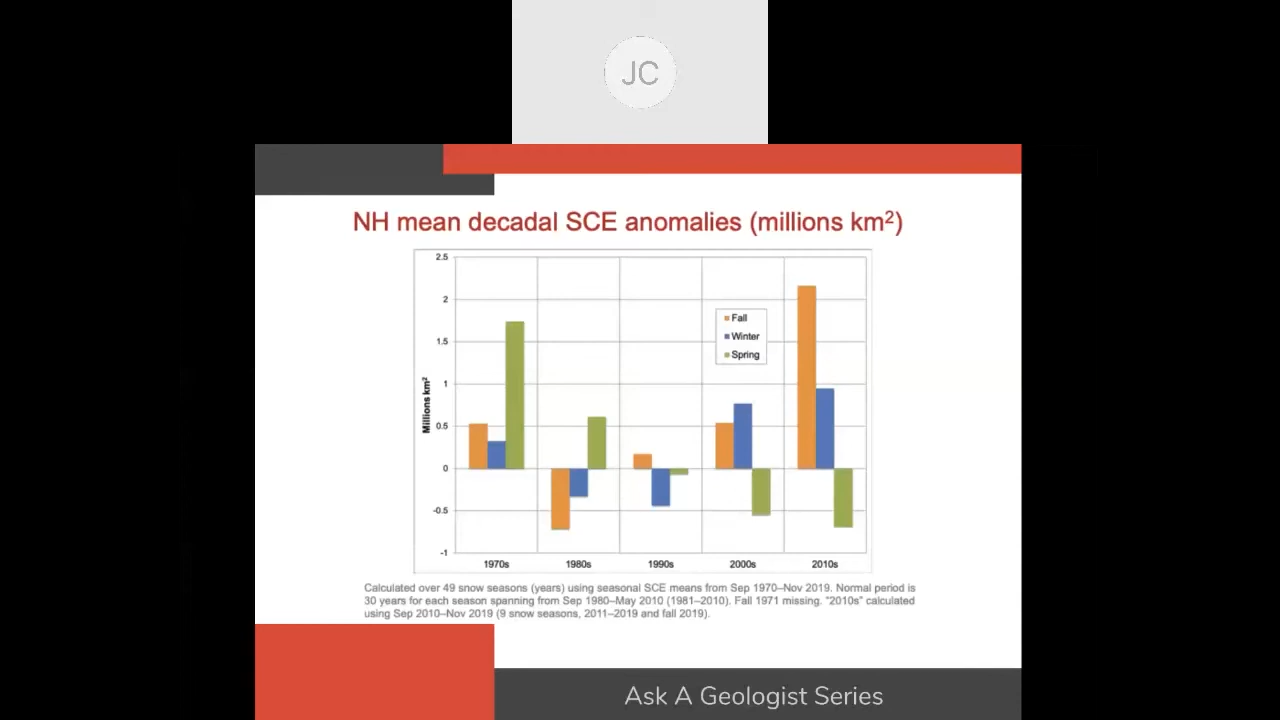 JC
NH mean decadal SCE anomalies (millions km²)
2.5
2
1.5
1
0.5
0
-0.5
-1
Millions km²
Fall
Winter
Spring
1970s 1980s 1990s 2000s 2010s
Calculated over 49 snow seasons (years) using seasonal SCE means from Sep 1970–Nov 2019. Normal period is
30 years for each season spanning from Sep 1980–May 2010 (1981–2010). Fall 1971 missing. "2010s" calculated
using Sep 2010–Nov 2019 (9 snow seasons, 2011–2019 and fall 2019).
Ask A Geologist Series